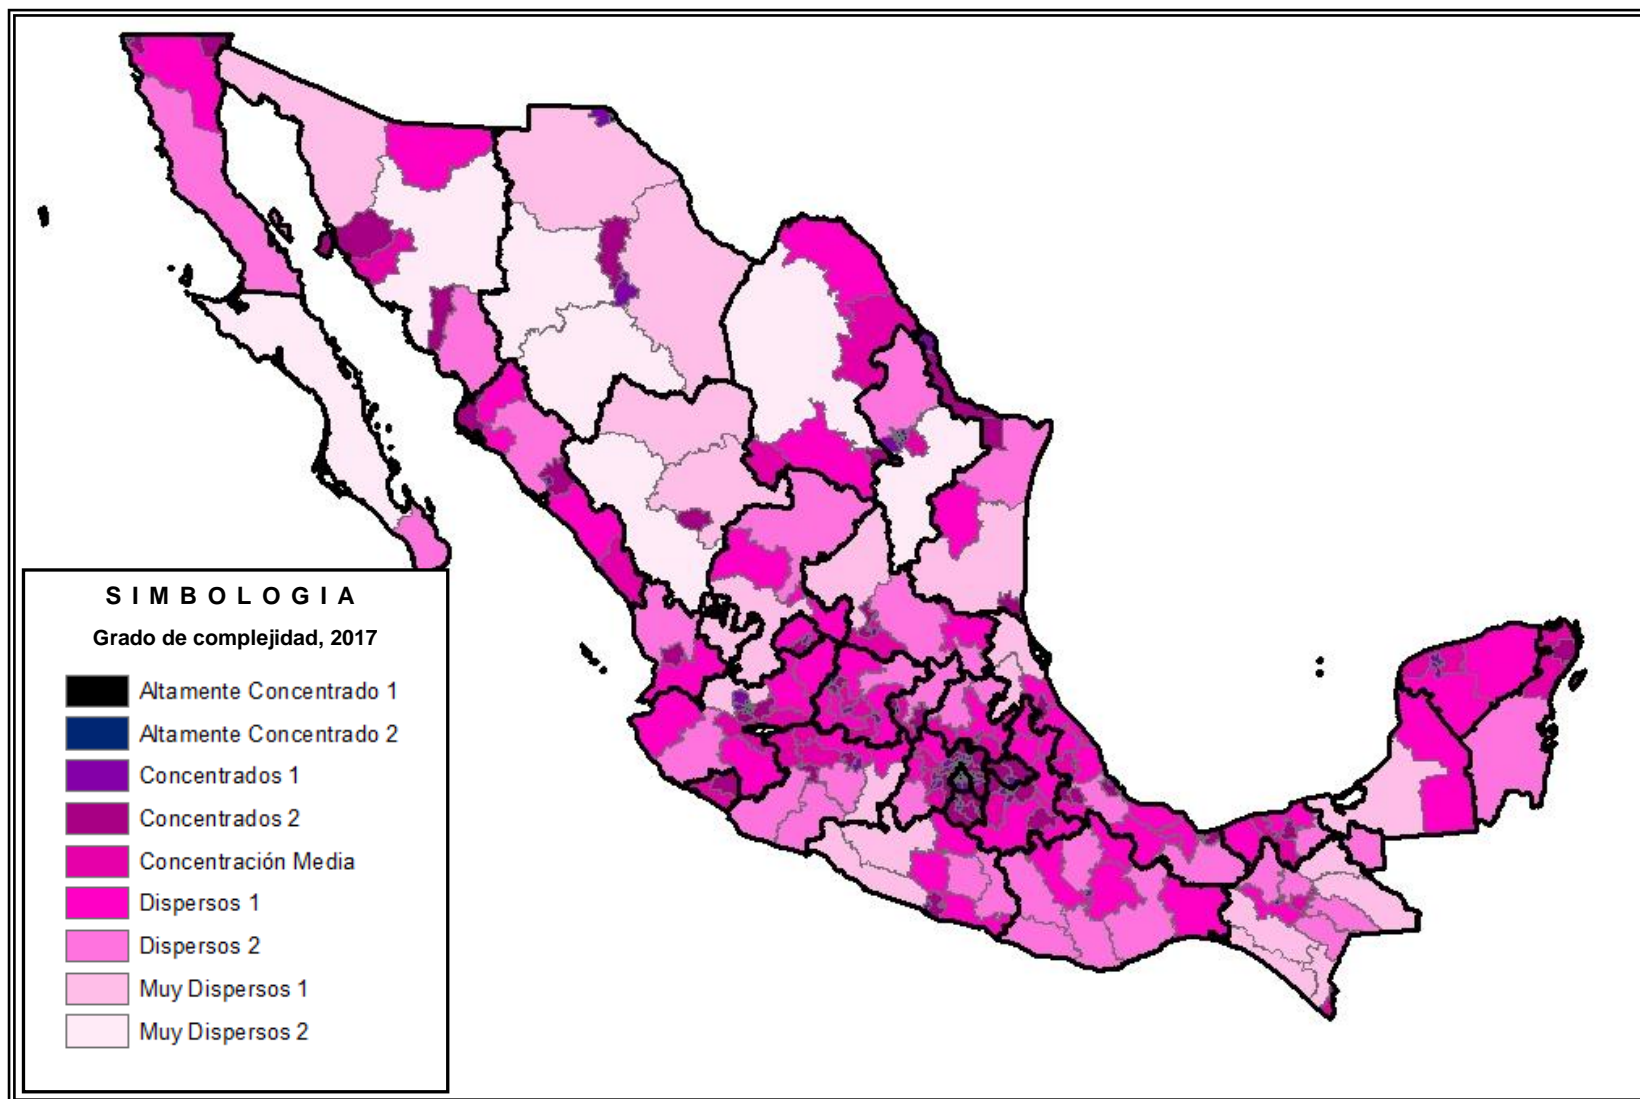 S I M B O L O G I A
Grado de complejidad, 2017
Altamente Concentrado 1
Altamente Concentrado 2
Concentrados 1
Concentrados 2
Concentración Media
Dispersos 1
Dispersos 2
Muy Dispersos 1
Muy Dispersos 2